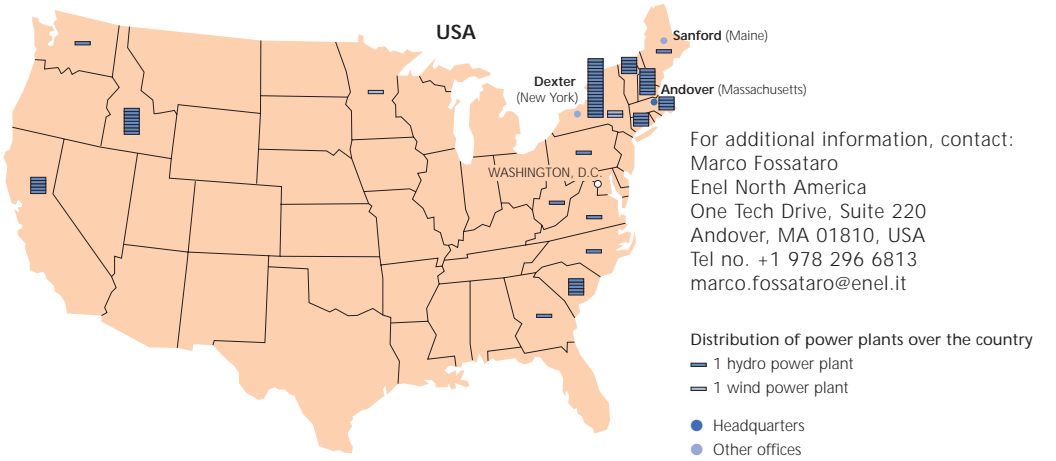 USA
Sanford (Maine)
Dexter
(New York)
Andover (Massachusetts)
WASHINGTON, D.C.
For additional information, contact:
Marco Fossataro
Enel North America
One Tech Drive, Suite 220
Andover, MA 01810, USA
Tel no. +1 978 296 6813
marco.fossataro@enel.it
Distribution of power plants over the country
1 hydro power plant
1 wind power plant
Headquarters
Other offices